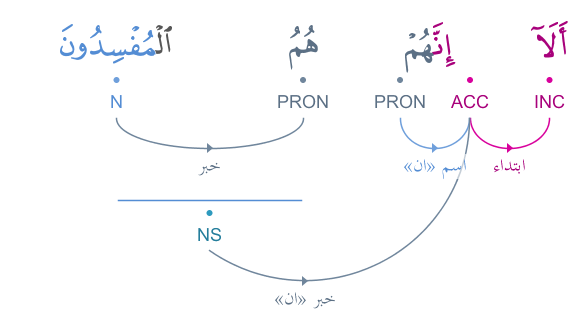 أَلَآ إِنَّهُمْ هُمُ ٱلْمُفْسِدُونَ
INC ACC PRON PRON N
ابتداء اسم «ان» خبر
NS
خبر «ان»